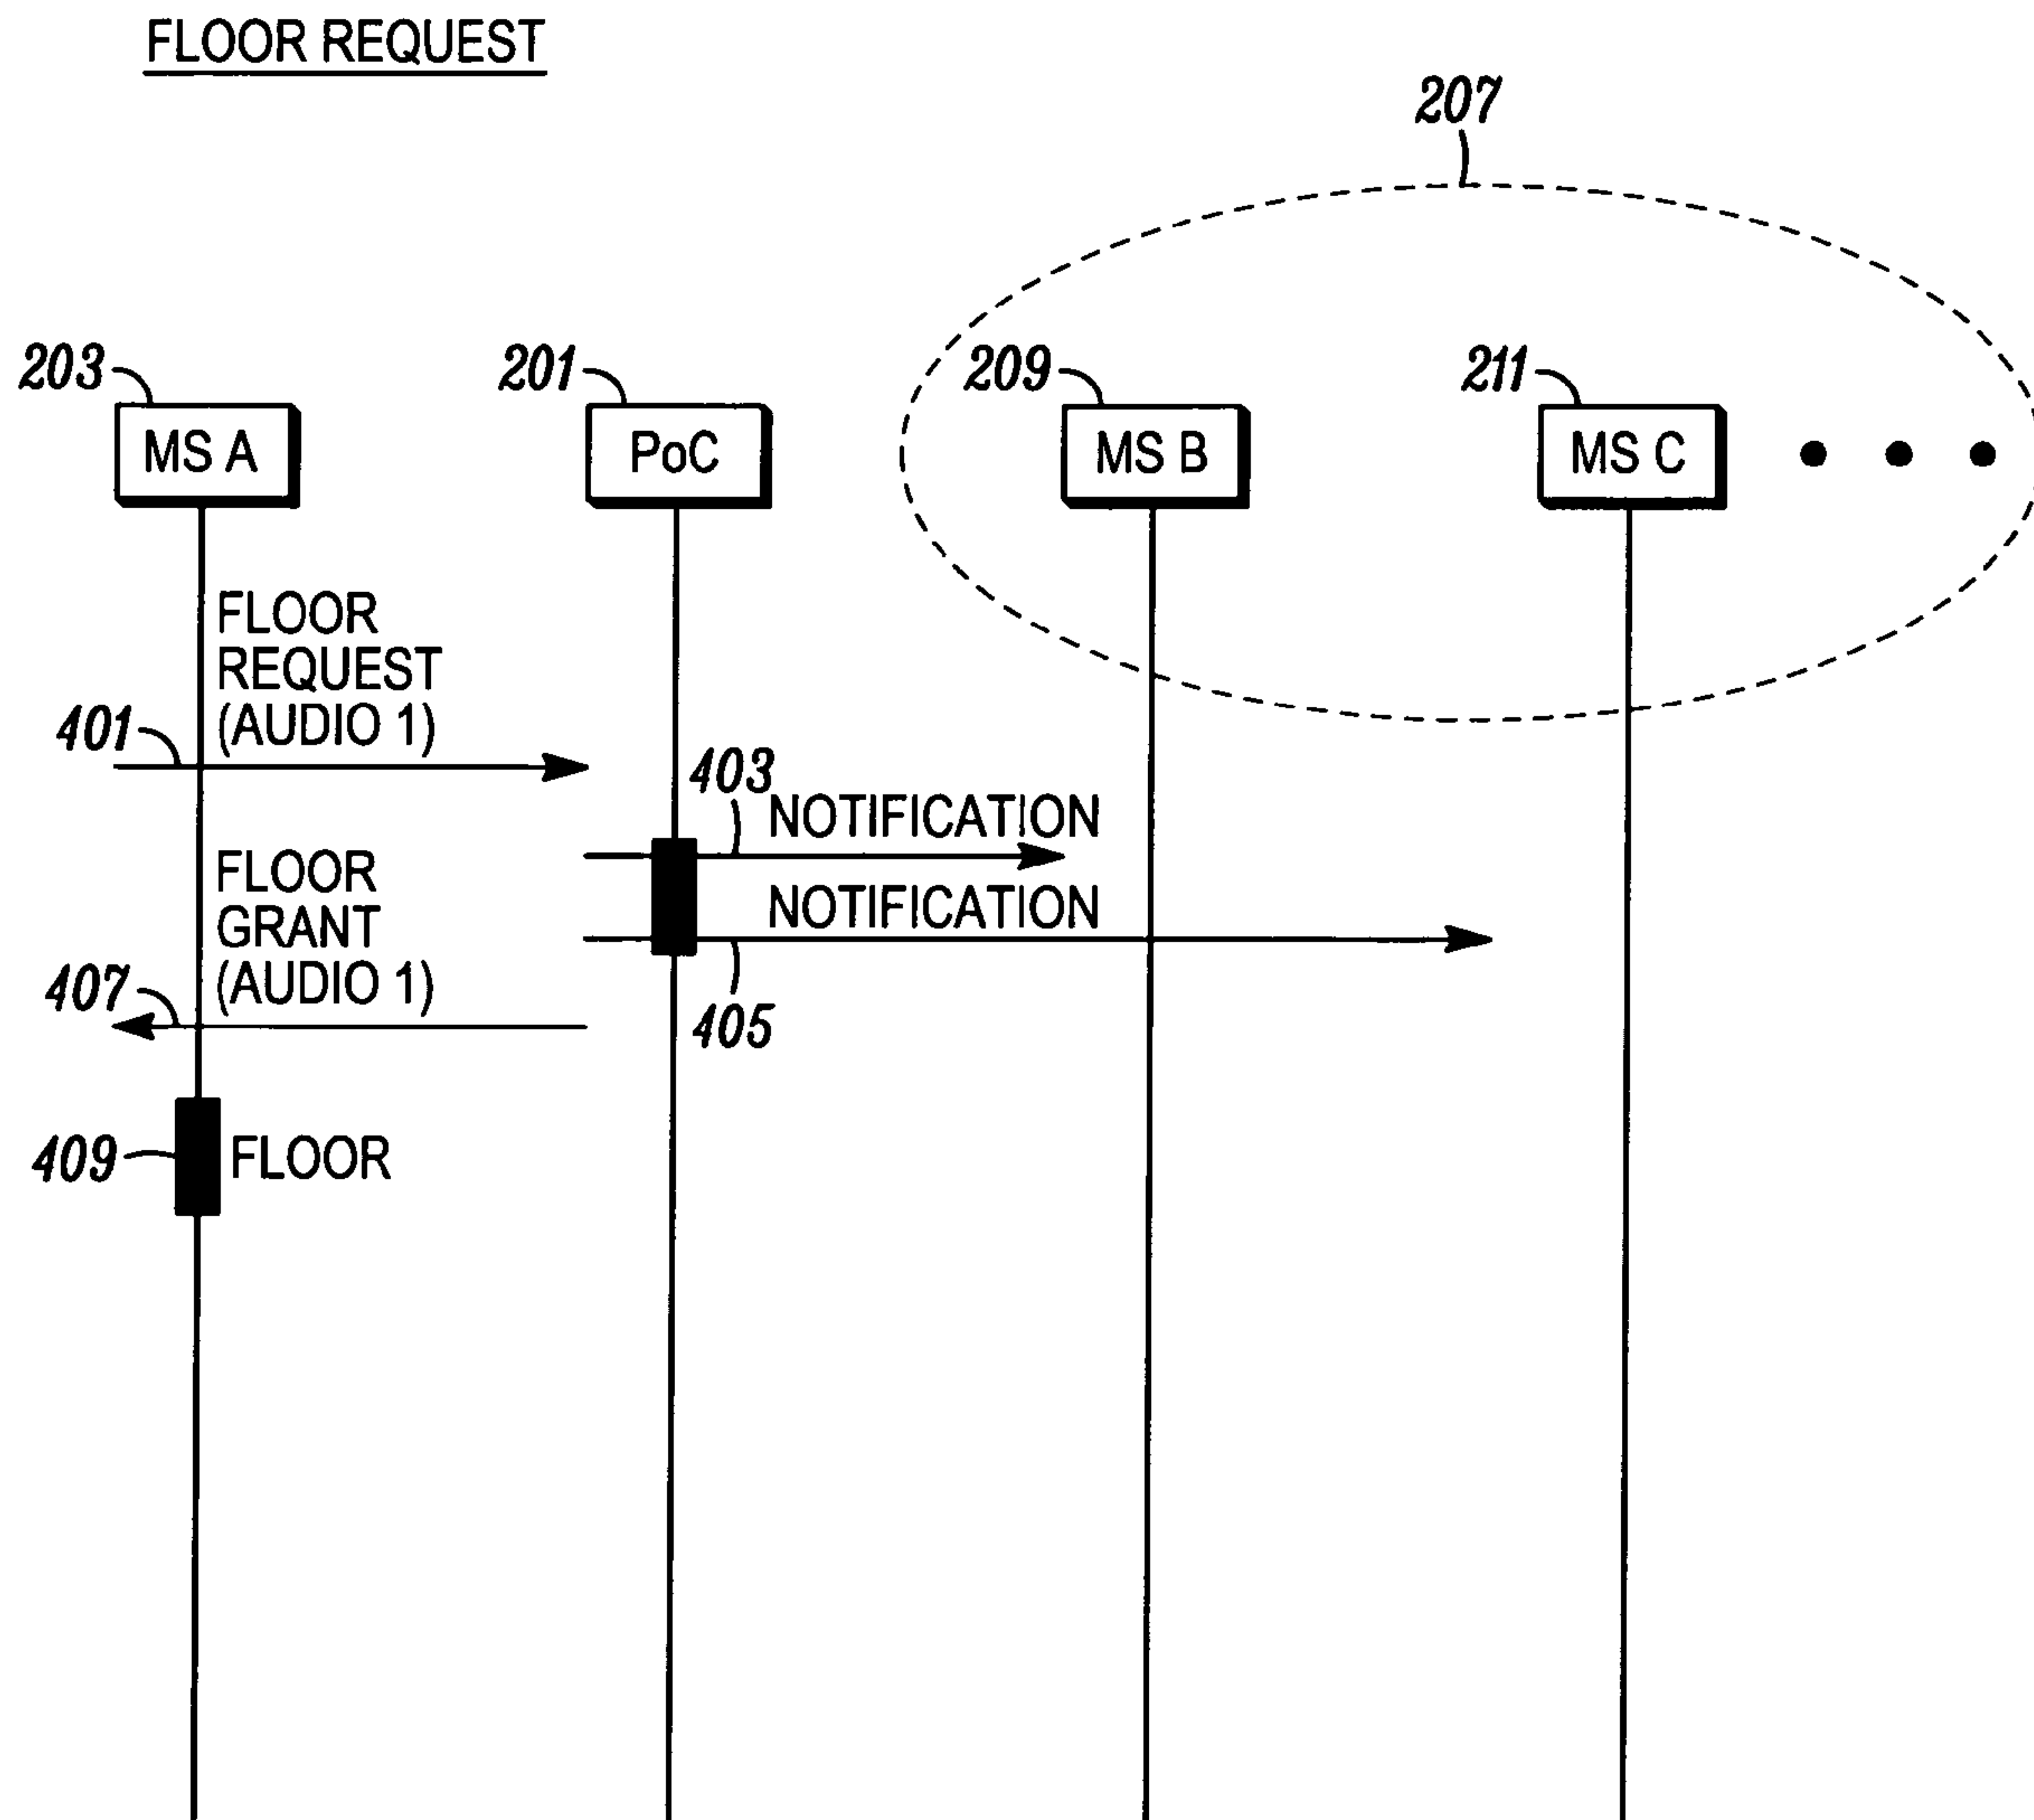 FLOOR REQUEST
207
203
201
209
211
MS A
PoC
MS B
MS C
FLOOR
REQUEST
(AUDIO 1)
401
403
NOTIFICATION
FLOOR
GRANT
(AUDIO 1)
NOTIFICATION
407
405
409
FLOOR